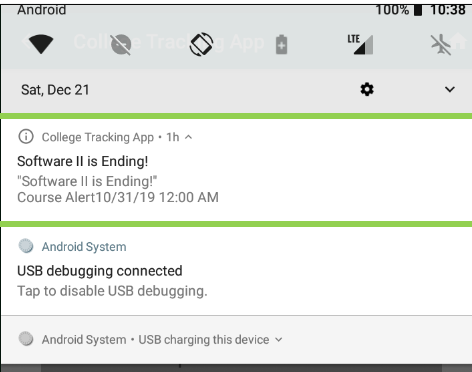 Android 100% 10:38
College Tracking App
LTE
Sat, Dec 21
College Tracking App • 1h
Software II is Ending!
"Software II is Ending!"
Course Alert10/31/19 12:00 AM
Android System
USB debugging connected
Tap to disable USB debugging.
Android System • USB charging this device